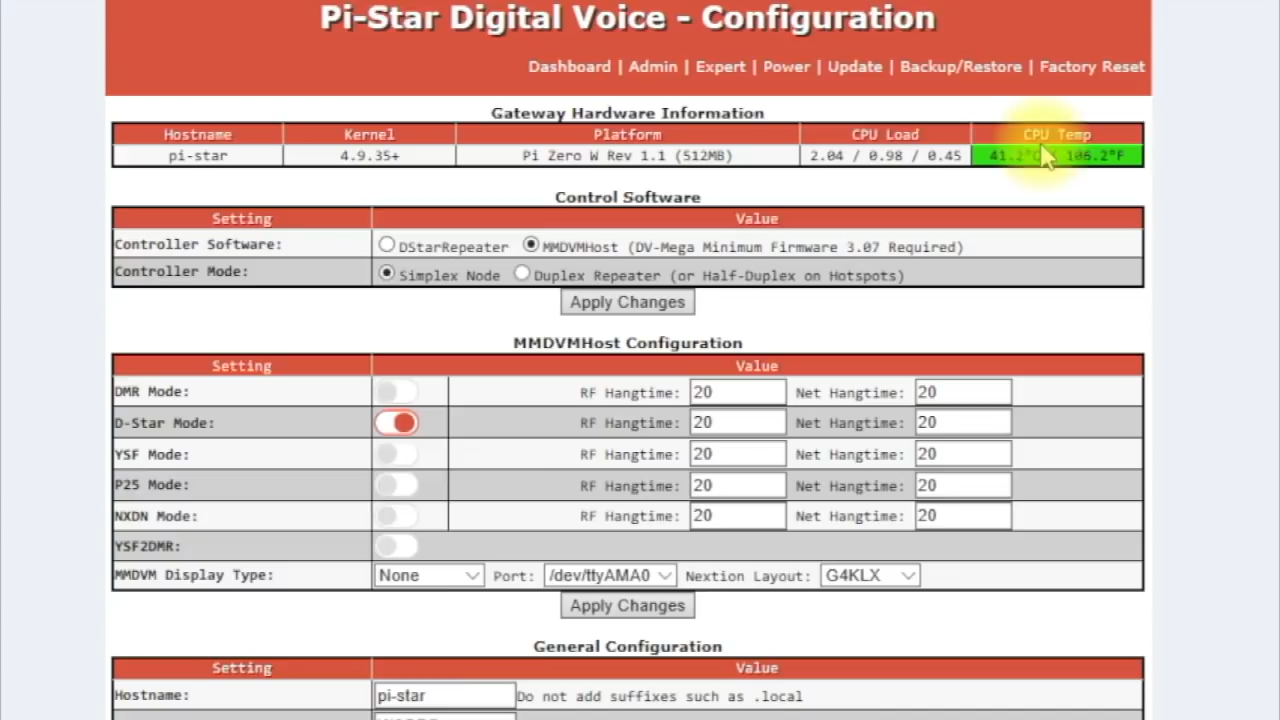 Pi-Star Digital Voice - Configuration
Dashboard | Admin | Expert | Power | Update | Backup/Restore | Factory Reset
Gateway Hardware Information
Hostname Kernel Platform CPU Load CPU Temp
pi-star 4.9.35+ Pi Zero W Rev 1.1 (512MB) 2.04 / 0.98 / 0.45 106.2°F
Control Software
Setting Value
Controller Software: DStarRepeater MMDVMHost (DV-Mega Minimum Firmware 3.07 Required)
Controller Mode: Simplex Node Duplex Repeater (or Half-Duplex on Hotspots)
Apply Changes
MMDVMHost Configuration
Setting Value
DMR Mode: RF Hangtime: 20 Net Hangtime: 20
D-Star Mode: RF Hangtime: 20 Net Hangtime: 20
YSF Mode: RF Hangtime: 20 Net Hangtime: 20
P25 Mode: RF Hangtime: 20 Net Hangtime: 20
NXDN Mode: RF Hangtime: 20 Net Hangtime: 20
YSF2DMR:
MMDVM Display Type: None Port: /dev/ttyAMA0 Nextion Layout: G4KLX
Apply Changes
General Configuration
Setting Value
Hostname: pi-star Do not add suffixes such as .local